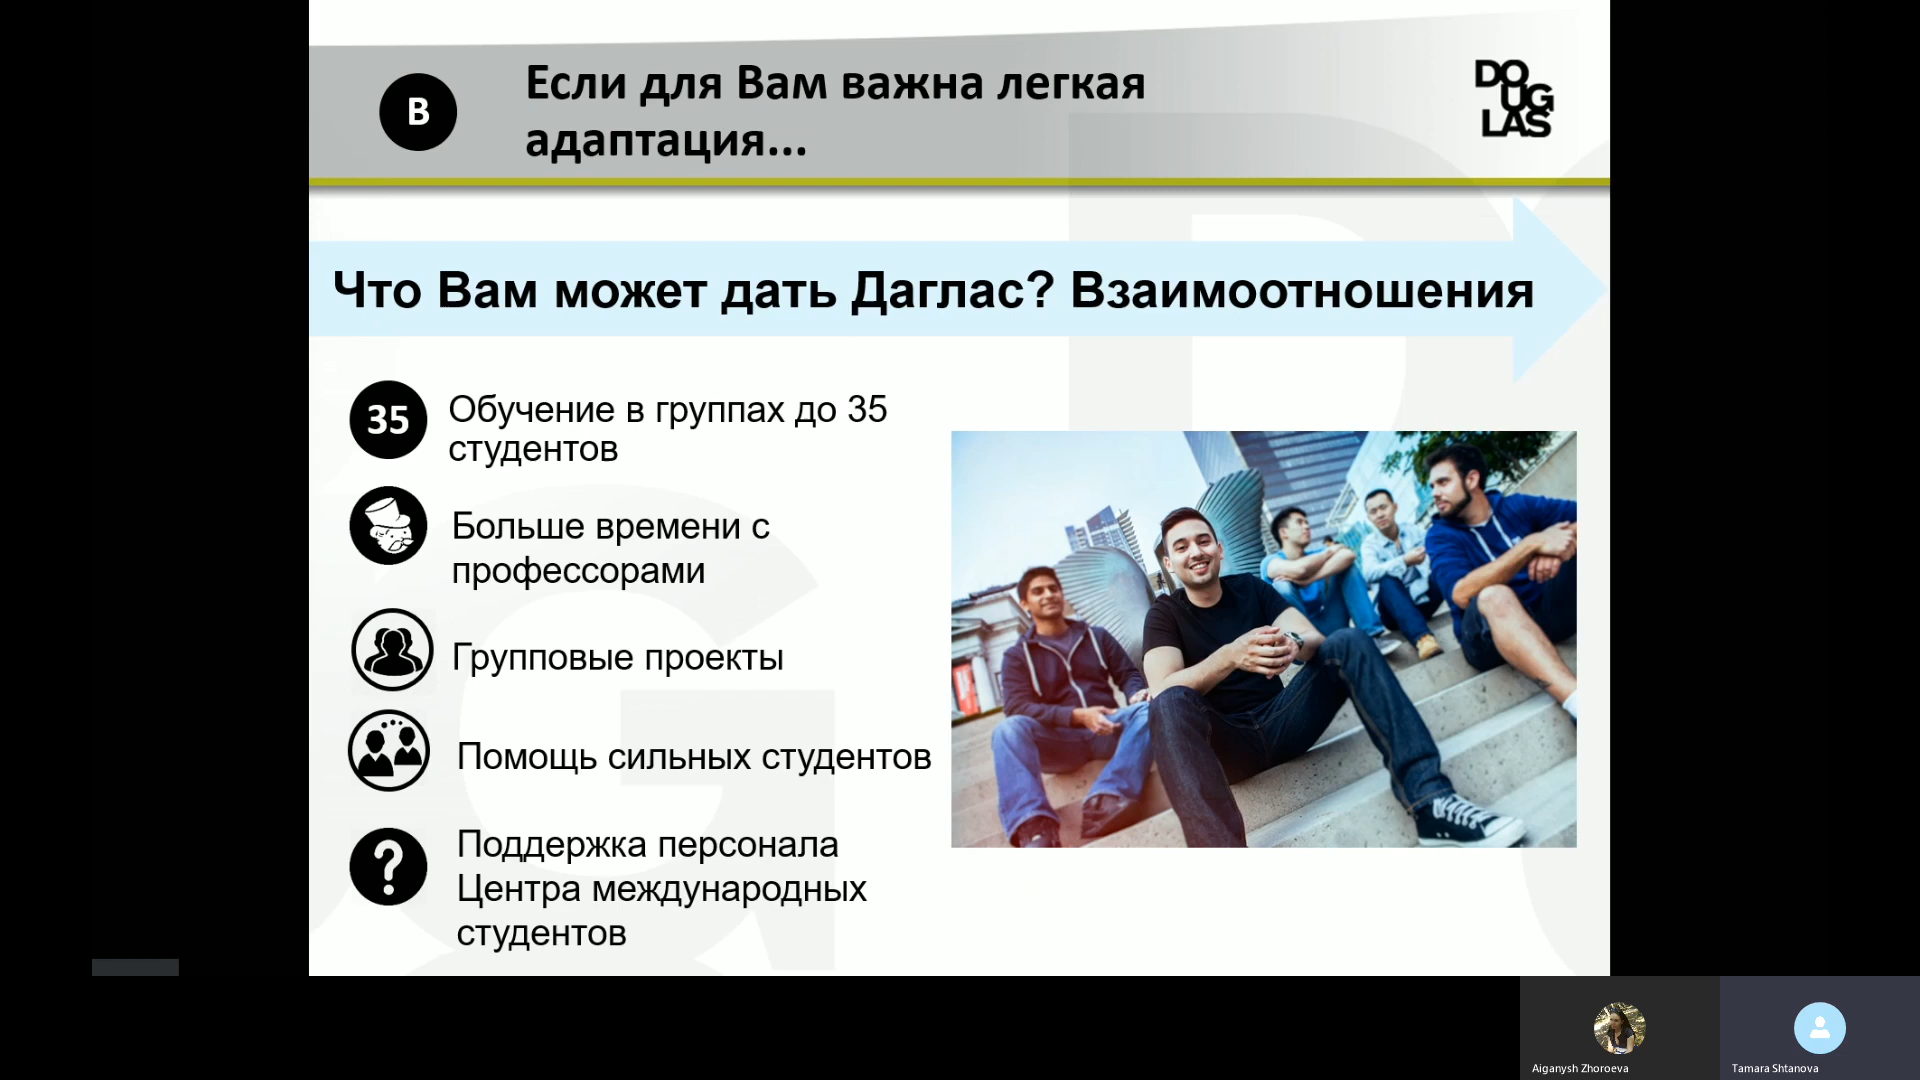 B
Если для Вам важна легкая
адаптация...
DO
UG
LAS
Что Вам может дать Даглас? Взаимоотношения
35
Обучение в группах до 35
студентов
Больше времени с
профессорами
Групповые проекты
Помощь сильных студентов
?
Поддержка персонала
Центра международных
студентов
Aiganysh Zhoroeva
Tamara Shtanova